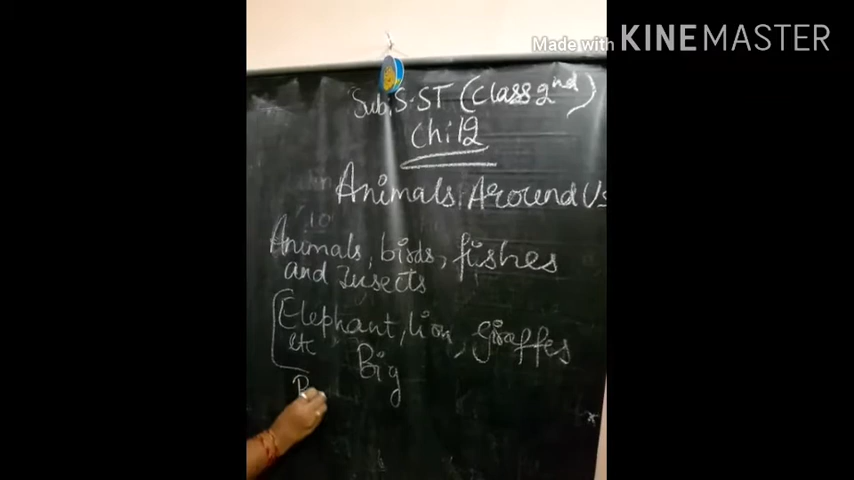 Made with KINEMASTER
Sub. S.ST (Class 2nd)
Ch:12
Animals Around Us
Animals, birds, fishes
and Insects
Elephant, lion, Giraffes
etc Big